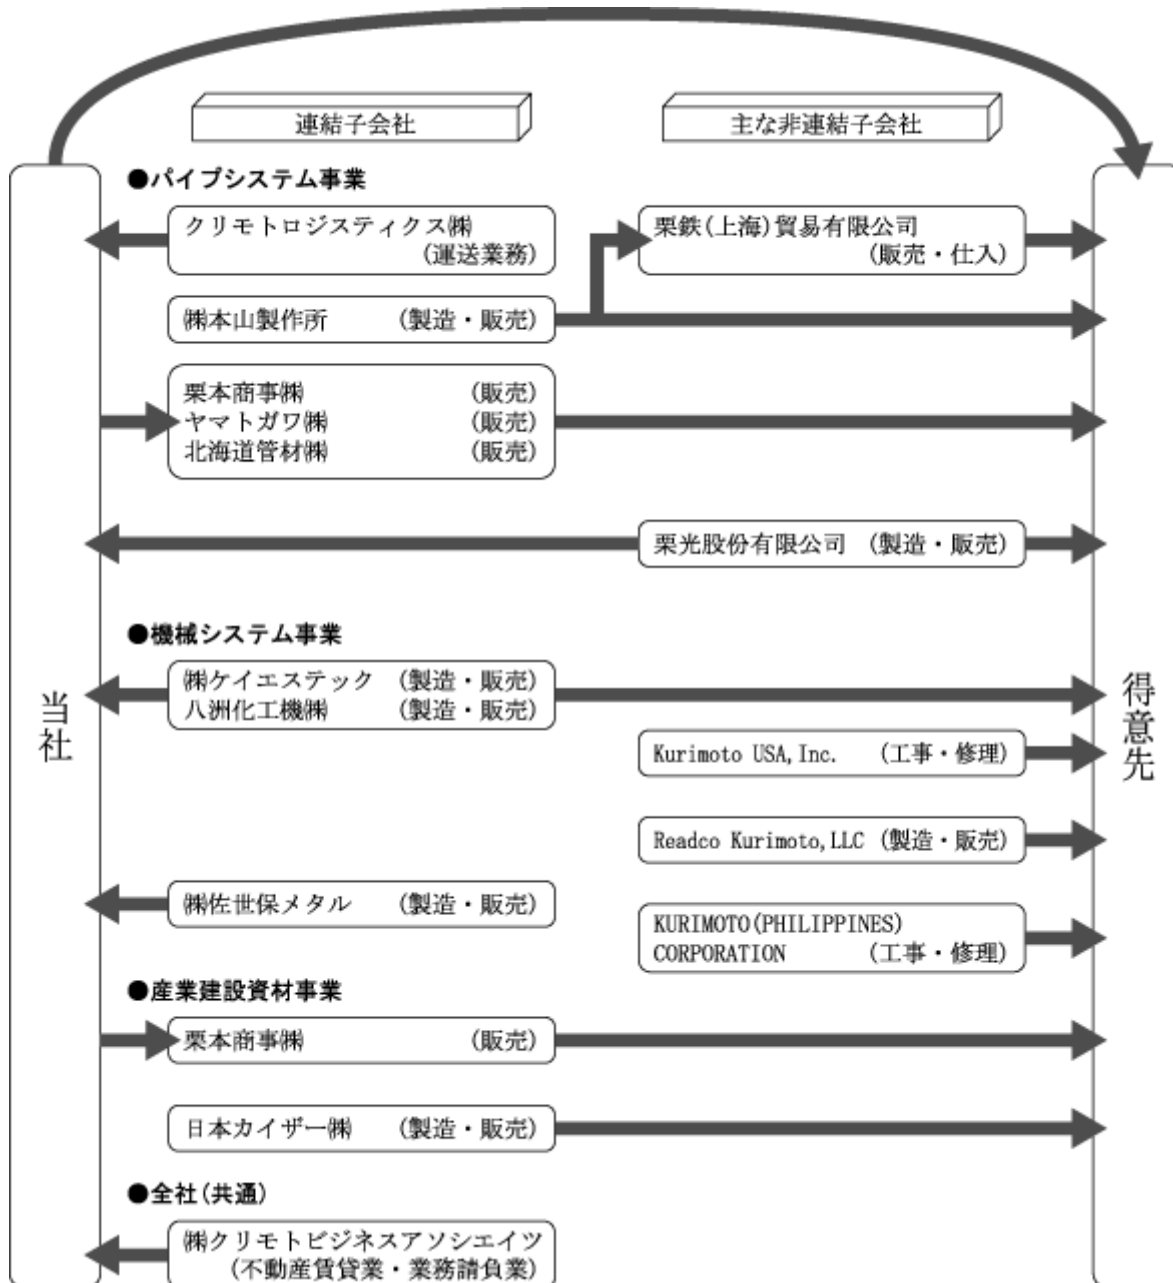 連結子会社
主な非連結子会社
●パイプシステム事業
クリモトロジスティクス㈱
(運送業務)
栗鉄(上海)貿易有限公司
(販売・仕入)
㈱本山製作所 (製造・販売)
栗本商事㈱ (販売)
ヤマトガワ㈱ (販売)
北海道管材㈱ (販売)
栗光股份有限公司 (製造・販売)
●機械システム事業
㈱ケイエステック (製造・販売)
八洲化工機㈱ (製造・販売)
当社
得意先
Kurimoto USA,Inc. (工事・修理)
Readco Kurimoto,LLC (製造・販売)
㈱佐世保メタル (製造・販売)
KURIMOTO(PHILIPPINES)
CORPORATION (工事・修理)
●産業建設資材事業
栗本商事㈱ (販売)
日本カイザー㈱ (製造・販売)
●全社(共通)
㈱クリモトビジネスアソシエイツ
(不動産賃貸業・業務請負業)